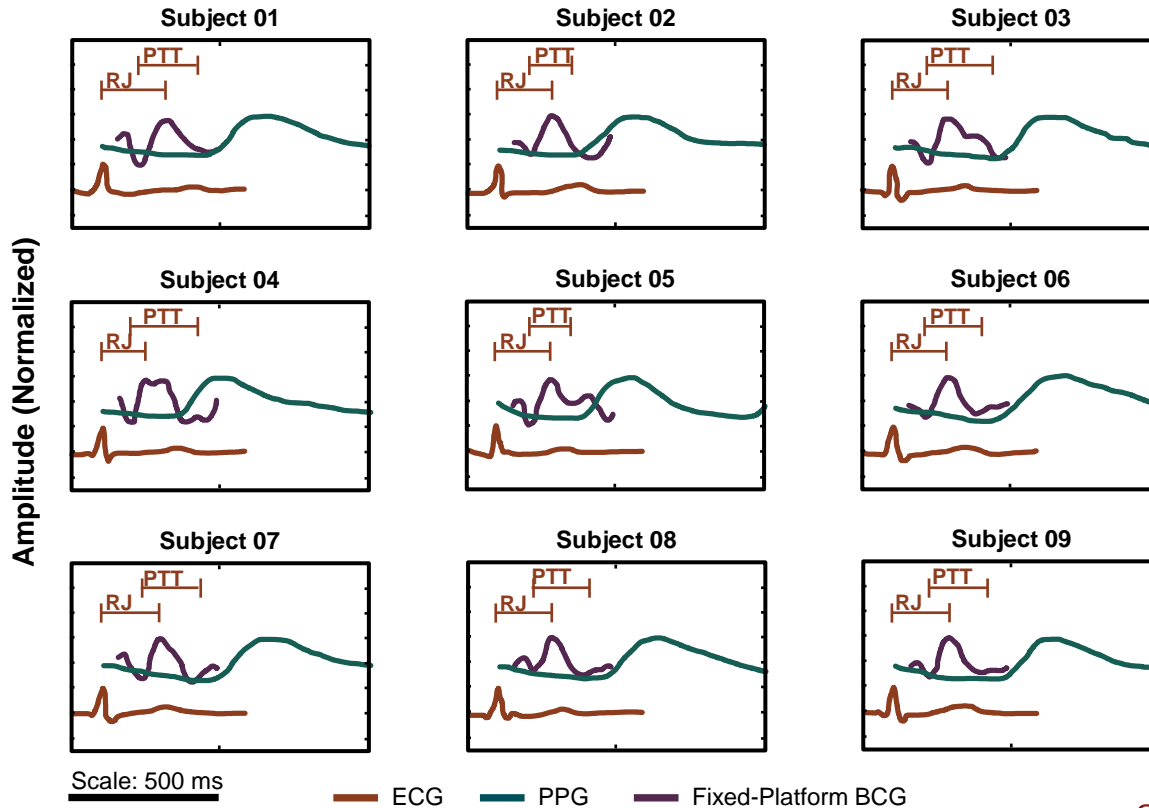 Subject 01
Subject 02
Subject 03
PTT
PTT
PTT
RJ
RJ
RJ
Amplitude (Normalized)
Subject 04
Subject 05
Subject 06
PTT
PTT
PTT
RJ
RJ
RJ
Subject 07
Subject 08
Subject 09
PTT
PTT
PTT
RJ
RJ
RJ
Scale: 500 ms
ECG
PPG
Fixed-Platform BCG